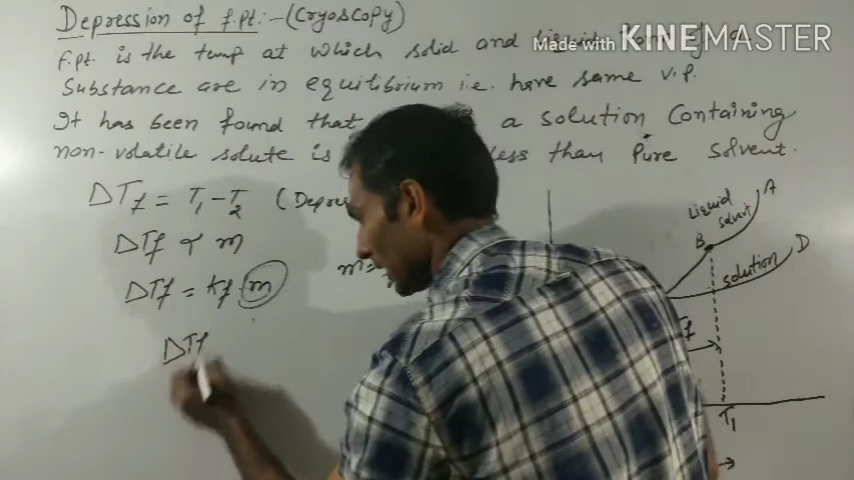 Depression of f.pt:- (Cryoscopy)
f.pt. is the temp at which solid and liquid
Made with KINEMASTER
Substance are in equilibrium i.e. have same v.p.
It has been found that a solution Containing
non-volatile solute is less than Pure Solvent.
ΔTf = T1 - T2 (Depres
ΔTf ∝ m
ΔTf = Kf . m
m =
ΔTf
liquid solvent
A
B
solution
D
f
T1